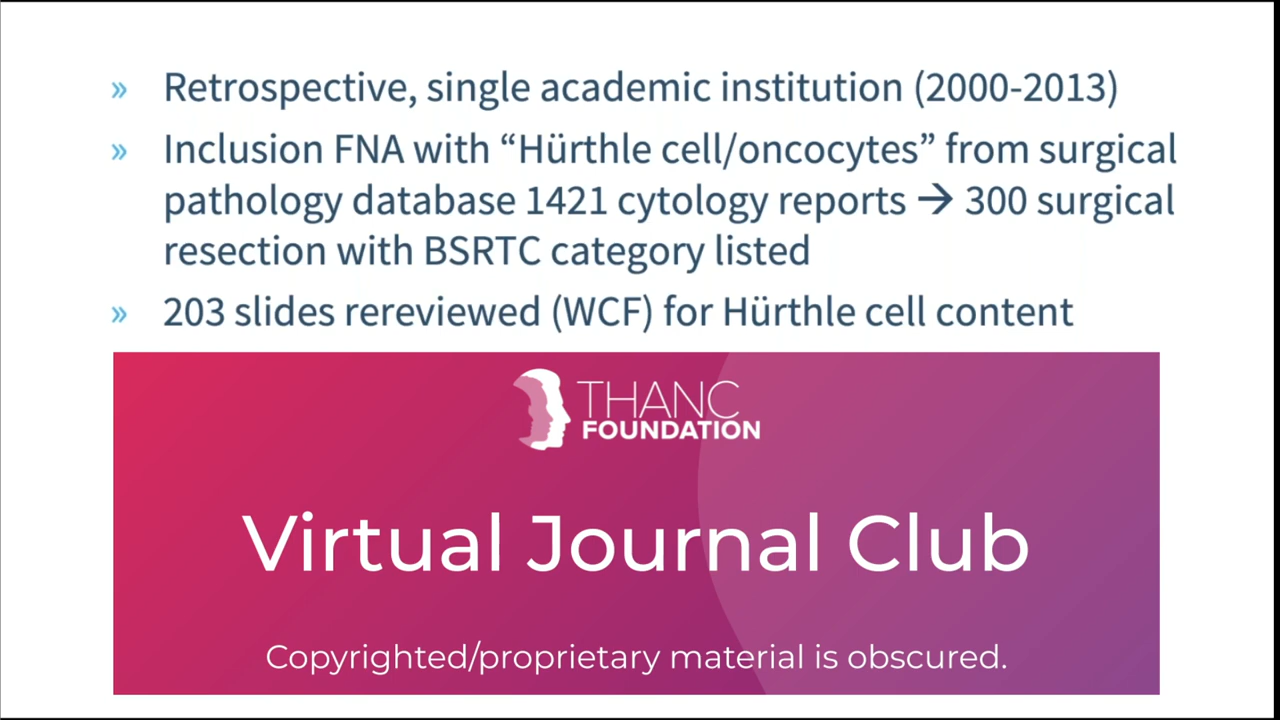 » Retrospective, single academic institution (2000-2013)
» Inclusion FNA with “Hürthle cell/oncocytes” from surgical
pathology database 1421 cytology reports → 300 surgical
resection with BSRTC category listed
» 203 slides rereviewed (WCF) for Hürthle cell content
THANC
FOUNDATION
Virtual Journal Club
Copyrighted/proprietary material is obscured.